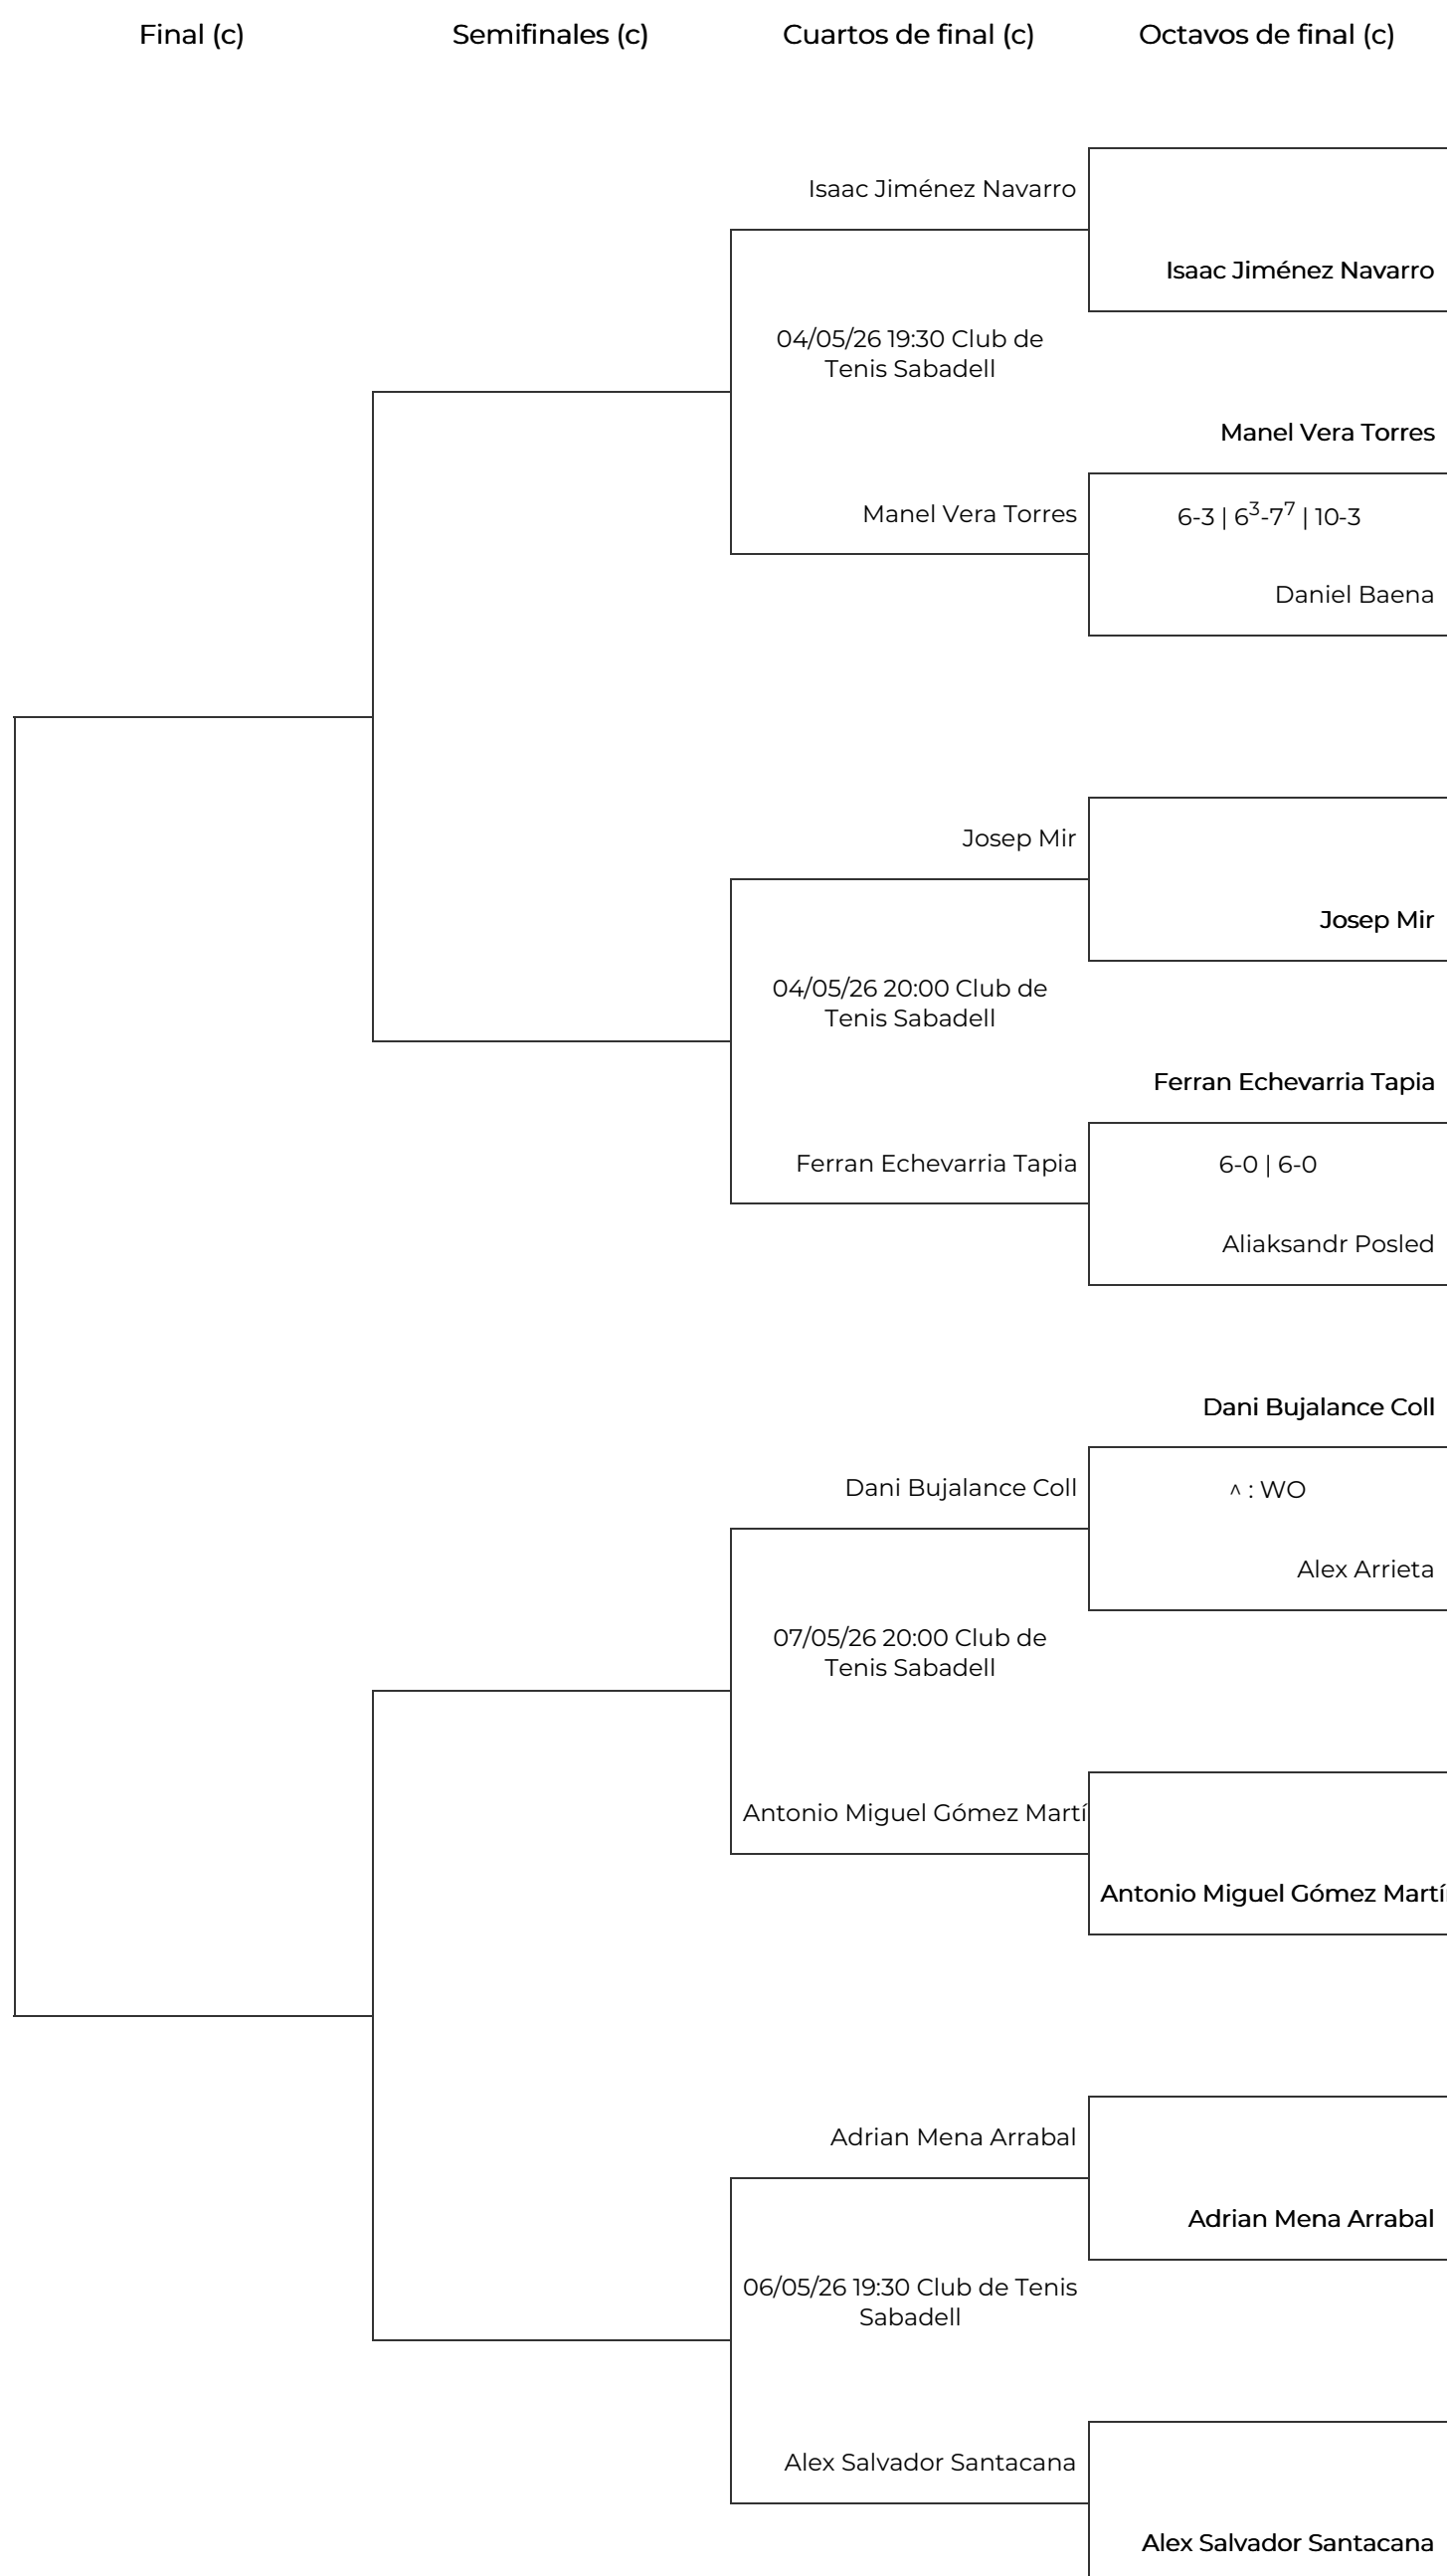 Final (c) Semifinales (c) Cuartos de final (c) Octavos de final (c)
Isaac Jiménez Navarro
Isaac Jiménez Navarro
04/05/26 19:30 Club de
Tenis Sabadell
Manel Vera Torres
Manel Vera Torres
6-3 | 6³-7⁷ | 10-3
Daniel Baena
Josep Mir
Josep Mir
04/05/26 20:00 Club de
Tenis Sabadell
Ferran Echevarria Tapia
Ferran Echevarria Tapia
6-0 | 6-0
Aliaksandr Posled
Dani Bujalance Coll
Dani Bujalance Coll
^ : WO
Alex Arrieta
07/05/26 20:00 Club de
Tenis Sabadell
Antonio Miguel Gómez Martí
Antonio Miguel Gómez Martí
Adrian Mena Arrabal
Adrian Mena Arrabal
06/05/26 19:30 Club de Tenis
Sabadell
Alex Salvador Santacana
Alex Salvador Santacana